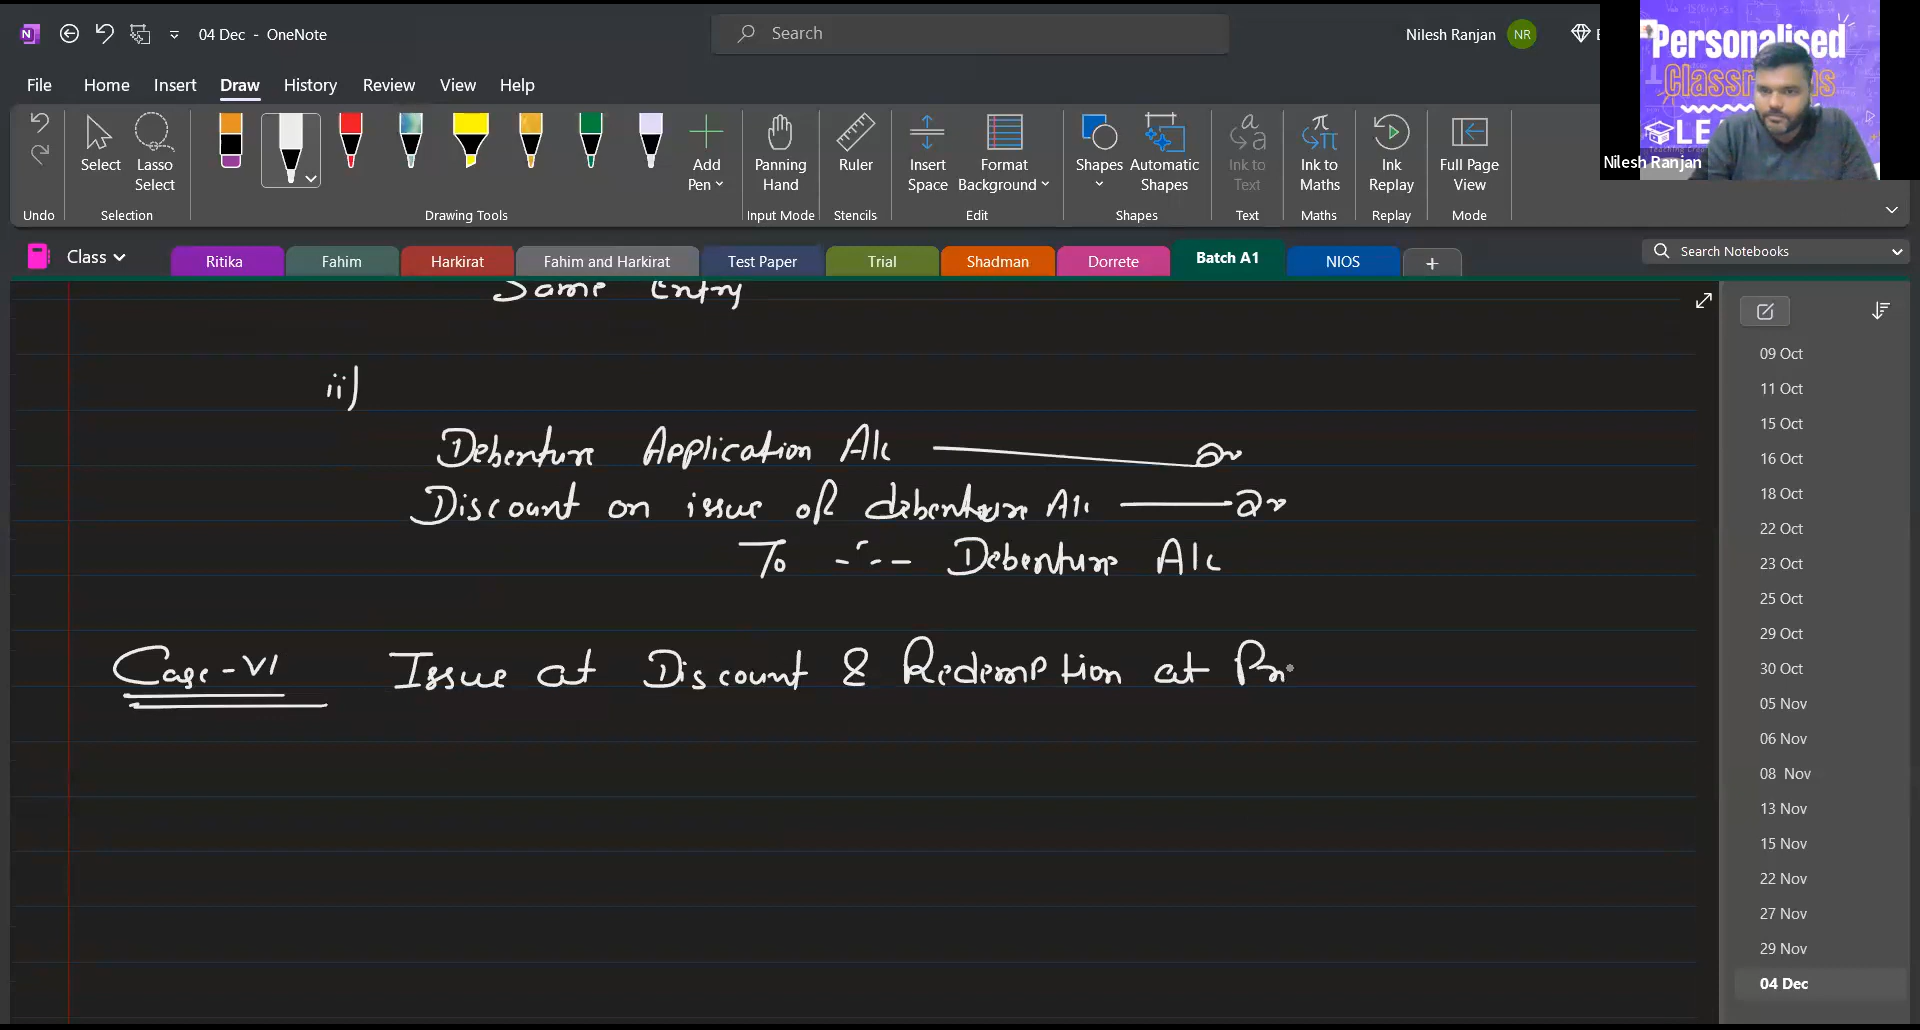 04 Dec - OneNote
Search
Nilesh Ranjan NR
Personalised
Classrooms
LEA
Nilesh Ranjan
File Home Insert Draw History Review View Help
Select
Lasso Select
Add Pen
Panning Hand
Ruler
Insert Space
Format Background
Shapes
Automatic Shapes
Ink to Text
Ink to Maths
Ink Replay
Full Page View
Undo Selection Drawing Tools Input Mode Stencils Edit Shapes Text Maths Replay Mode
Class Ritika Fahim Harkirat Fahim and Harkirat Test Paper Trial Shadman Dorrete Batch A1 NIOS + Search Notebooks
Same Entry
ii)
Debenture Application A/c Dr
Discount on issue of debenture A/c Dr
To ---- Debenture A/c
Case-VI Issue at Discount & Redemption at Pr
09 Oct
11 Oct
15 Oct
16 Oct
18 Oct
22 Oct
23 Oct
25 Oct
29 Oct
30 Oct
05 Nov
06 Nov
08 Nov
13 Nov
15 Nov
22 Nov
27 Nov
29 Nov
04 Dec